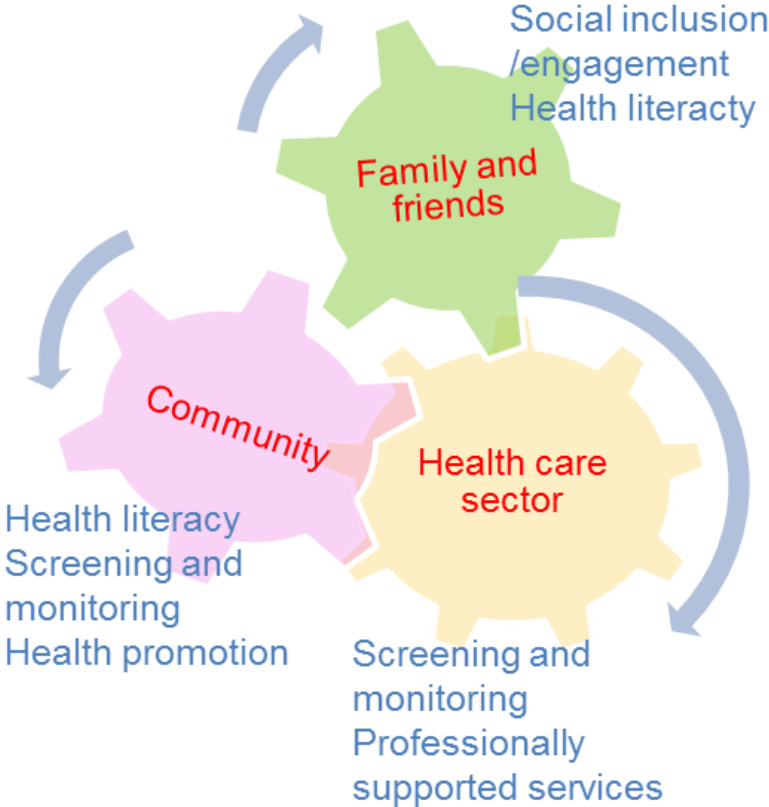 Social inclusion
/engagement
Health literacty
Family and
friends
Community
Health care
sector
Health literacy
Screening and
monitoring
Health promotion
Screening and
monitoring
Professionally
supported services